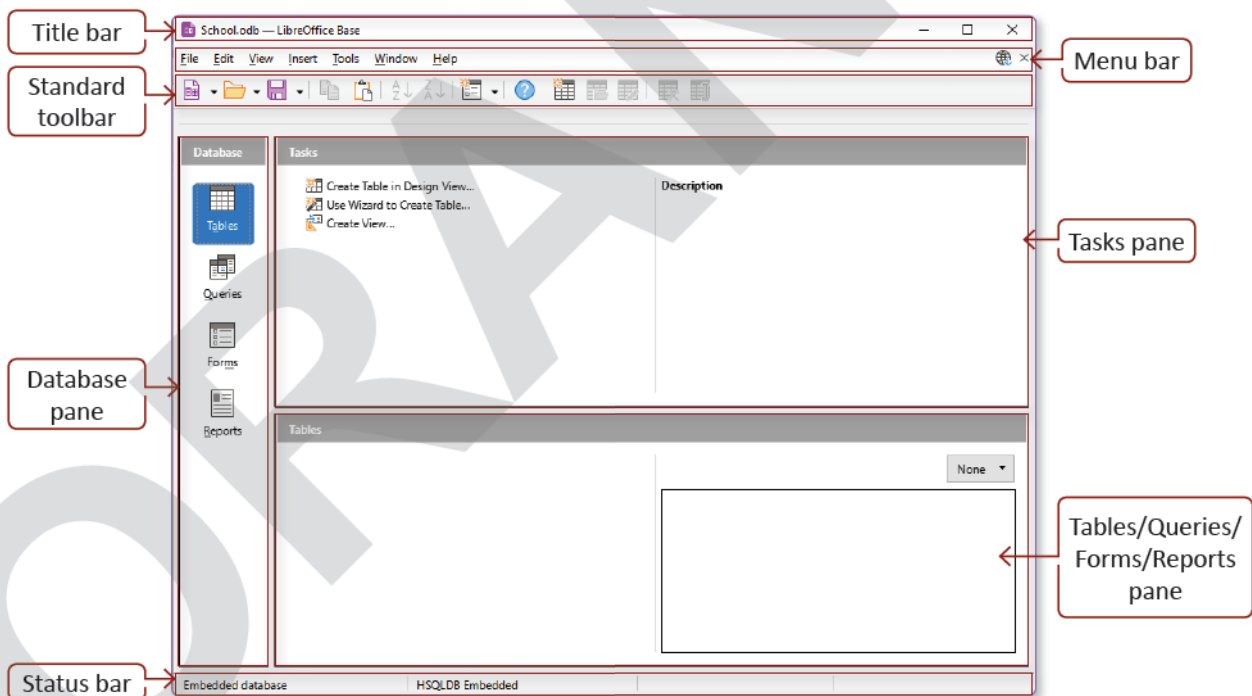 Title bar
School.odb — LibreOffice Base
File Edit View Insert Tools Window Help
Menu bar
Standard
toolbar
Database
Tasks
Create Table in Design View...
Use Wizard to Create Table...
Create View...
Description
Tables
Queries
Forms
Reports
Tasks pane
Database
pane
Tables
None
Tables/Queries/
Forms/Reports
pane
Status bar
Embedded database
HSQLDB Embedded